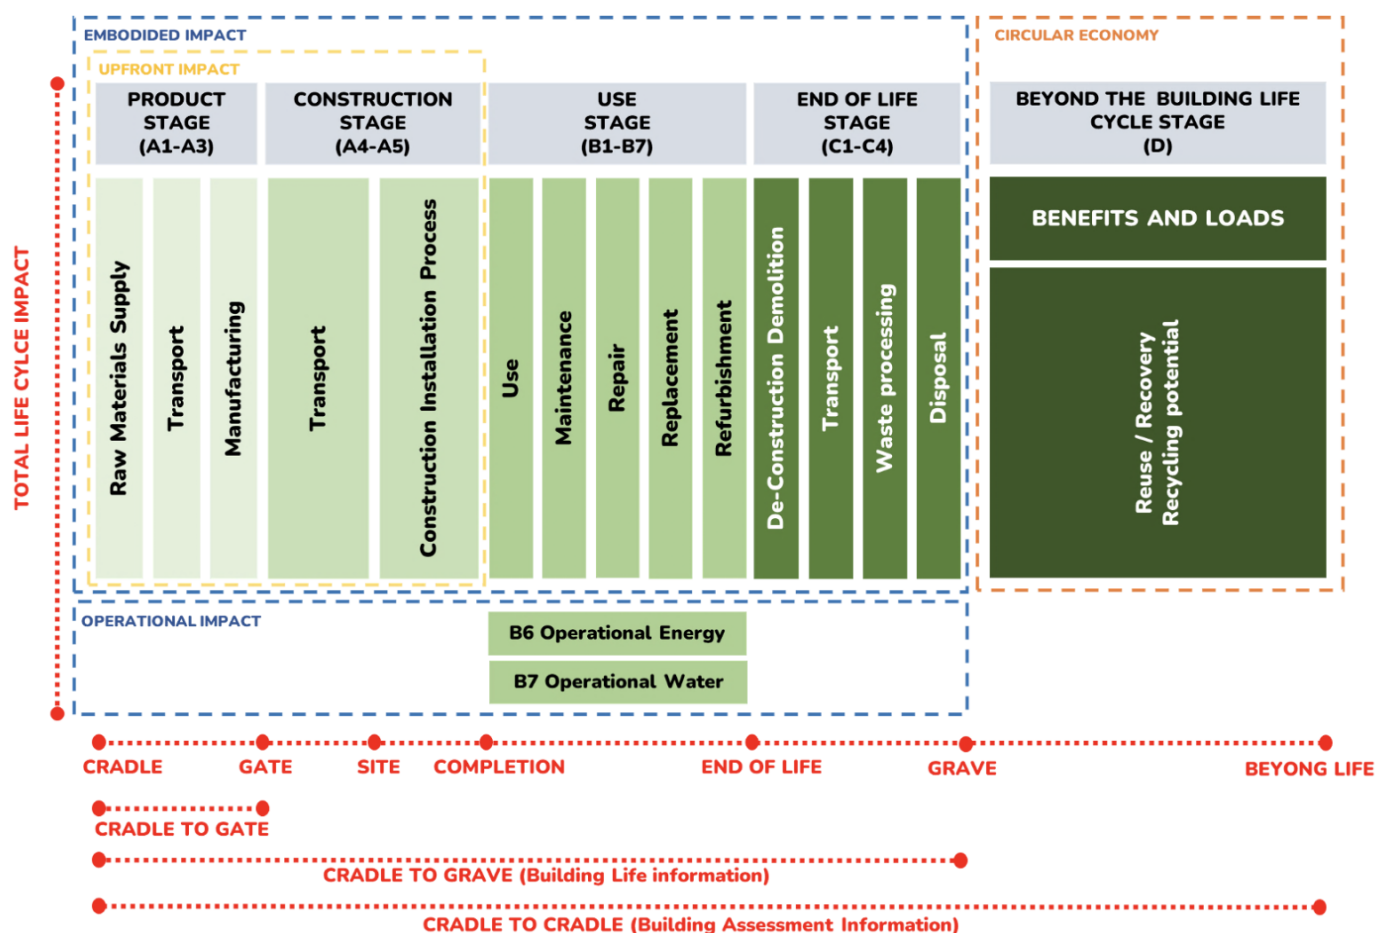 EMBODIDED IMPACT
CIRCULAR ECONOMY
UPFRONT IMPACT
PRODUCT
STAGE
(A1-A3)
CONSTRUCTION
STAGE
(A4-A5)
USE
STAGE
(B1-B7)
END OF LIFE
STAGE
(C1-C4)
BEYOND THE BUILDING LIFE
CYCLE STAGE
(D)
TOTAL LIFE CYLCE IMPACT
Raw Materials Supply
Transport
Manufacturing
Transport
Construction Installation Process
Use
Maintenance
Repair
Replacement
Refurbishment
De-Construction Demolition
Transport
Waste processing
Disposal
BENEFITS AND LOADS
Reuse / Recovery
Recycling potential
OPERATIONAL IMPACT
B6 Operational Energy
B7 Operational Water
CRADLE
GATE
SITE
COMPLETION
END OF LIFE
GRAVE
BEYONG LIFE
CRADLE TO GATE
CRADLE TO GRAVE (Building Life information)
CRADLE TO CRADLE (Building Assessment Information)